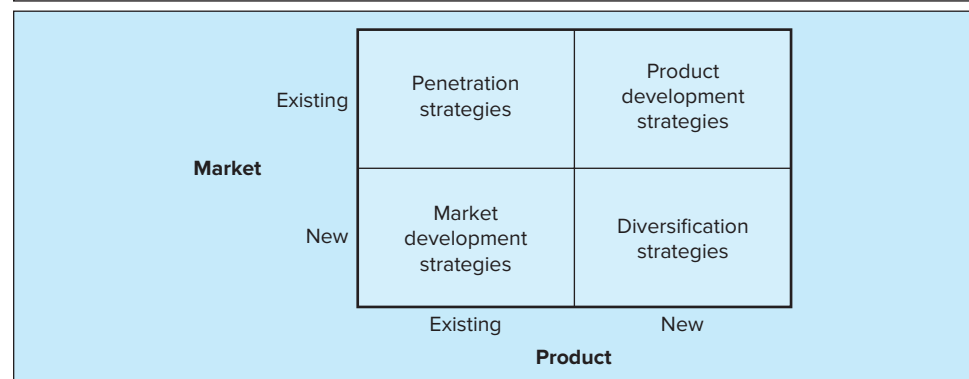 Existing
Penetration
strategies
Product
development
strategies
Market
New
Market
development
strategies
Diversification
strategies
Existing
New
Product